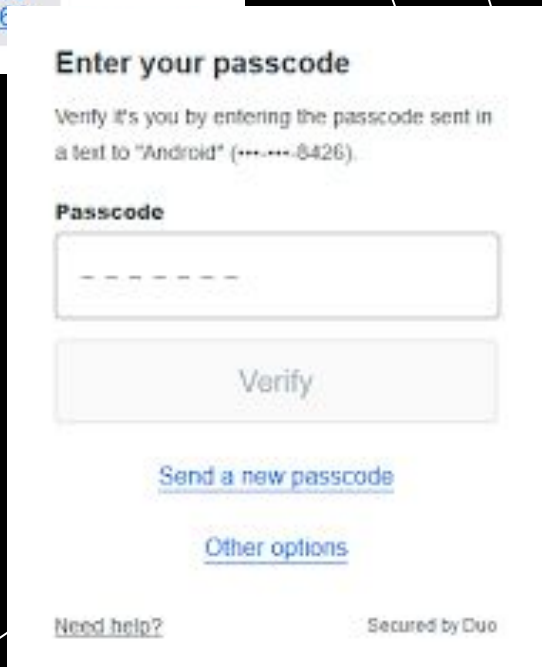 6
Enter your passcode
Verify it's you by entering the passcode sent in
a text to "Android" (•••-•••-8426).
Passcode
_ _ _ _ _ _ _
Verify
Send a new passcode
Other options
Need help?
Secured by Duo